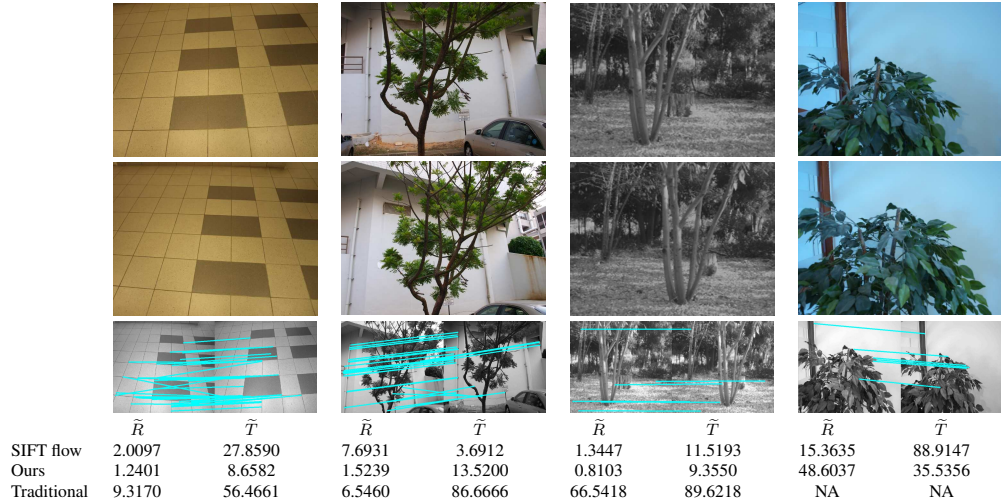 R̃ T̃ R̃ T̃ R̃ T̃ R̃ T̃
SIFT flow 2.0097 27.8590 7.6931 3.6912 1.3447 11.5193 15.3635 88.9147
Ours 1.2401 8.6582 1.5239 13.5200 0.8103 9.3550 48.6037 35.5356
Traditional 9.3170 56.4661 6.5460 86.6666 66.5418 89.6218 NA NA